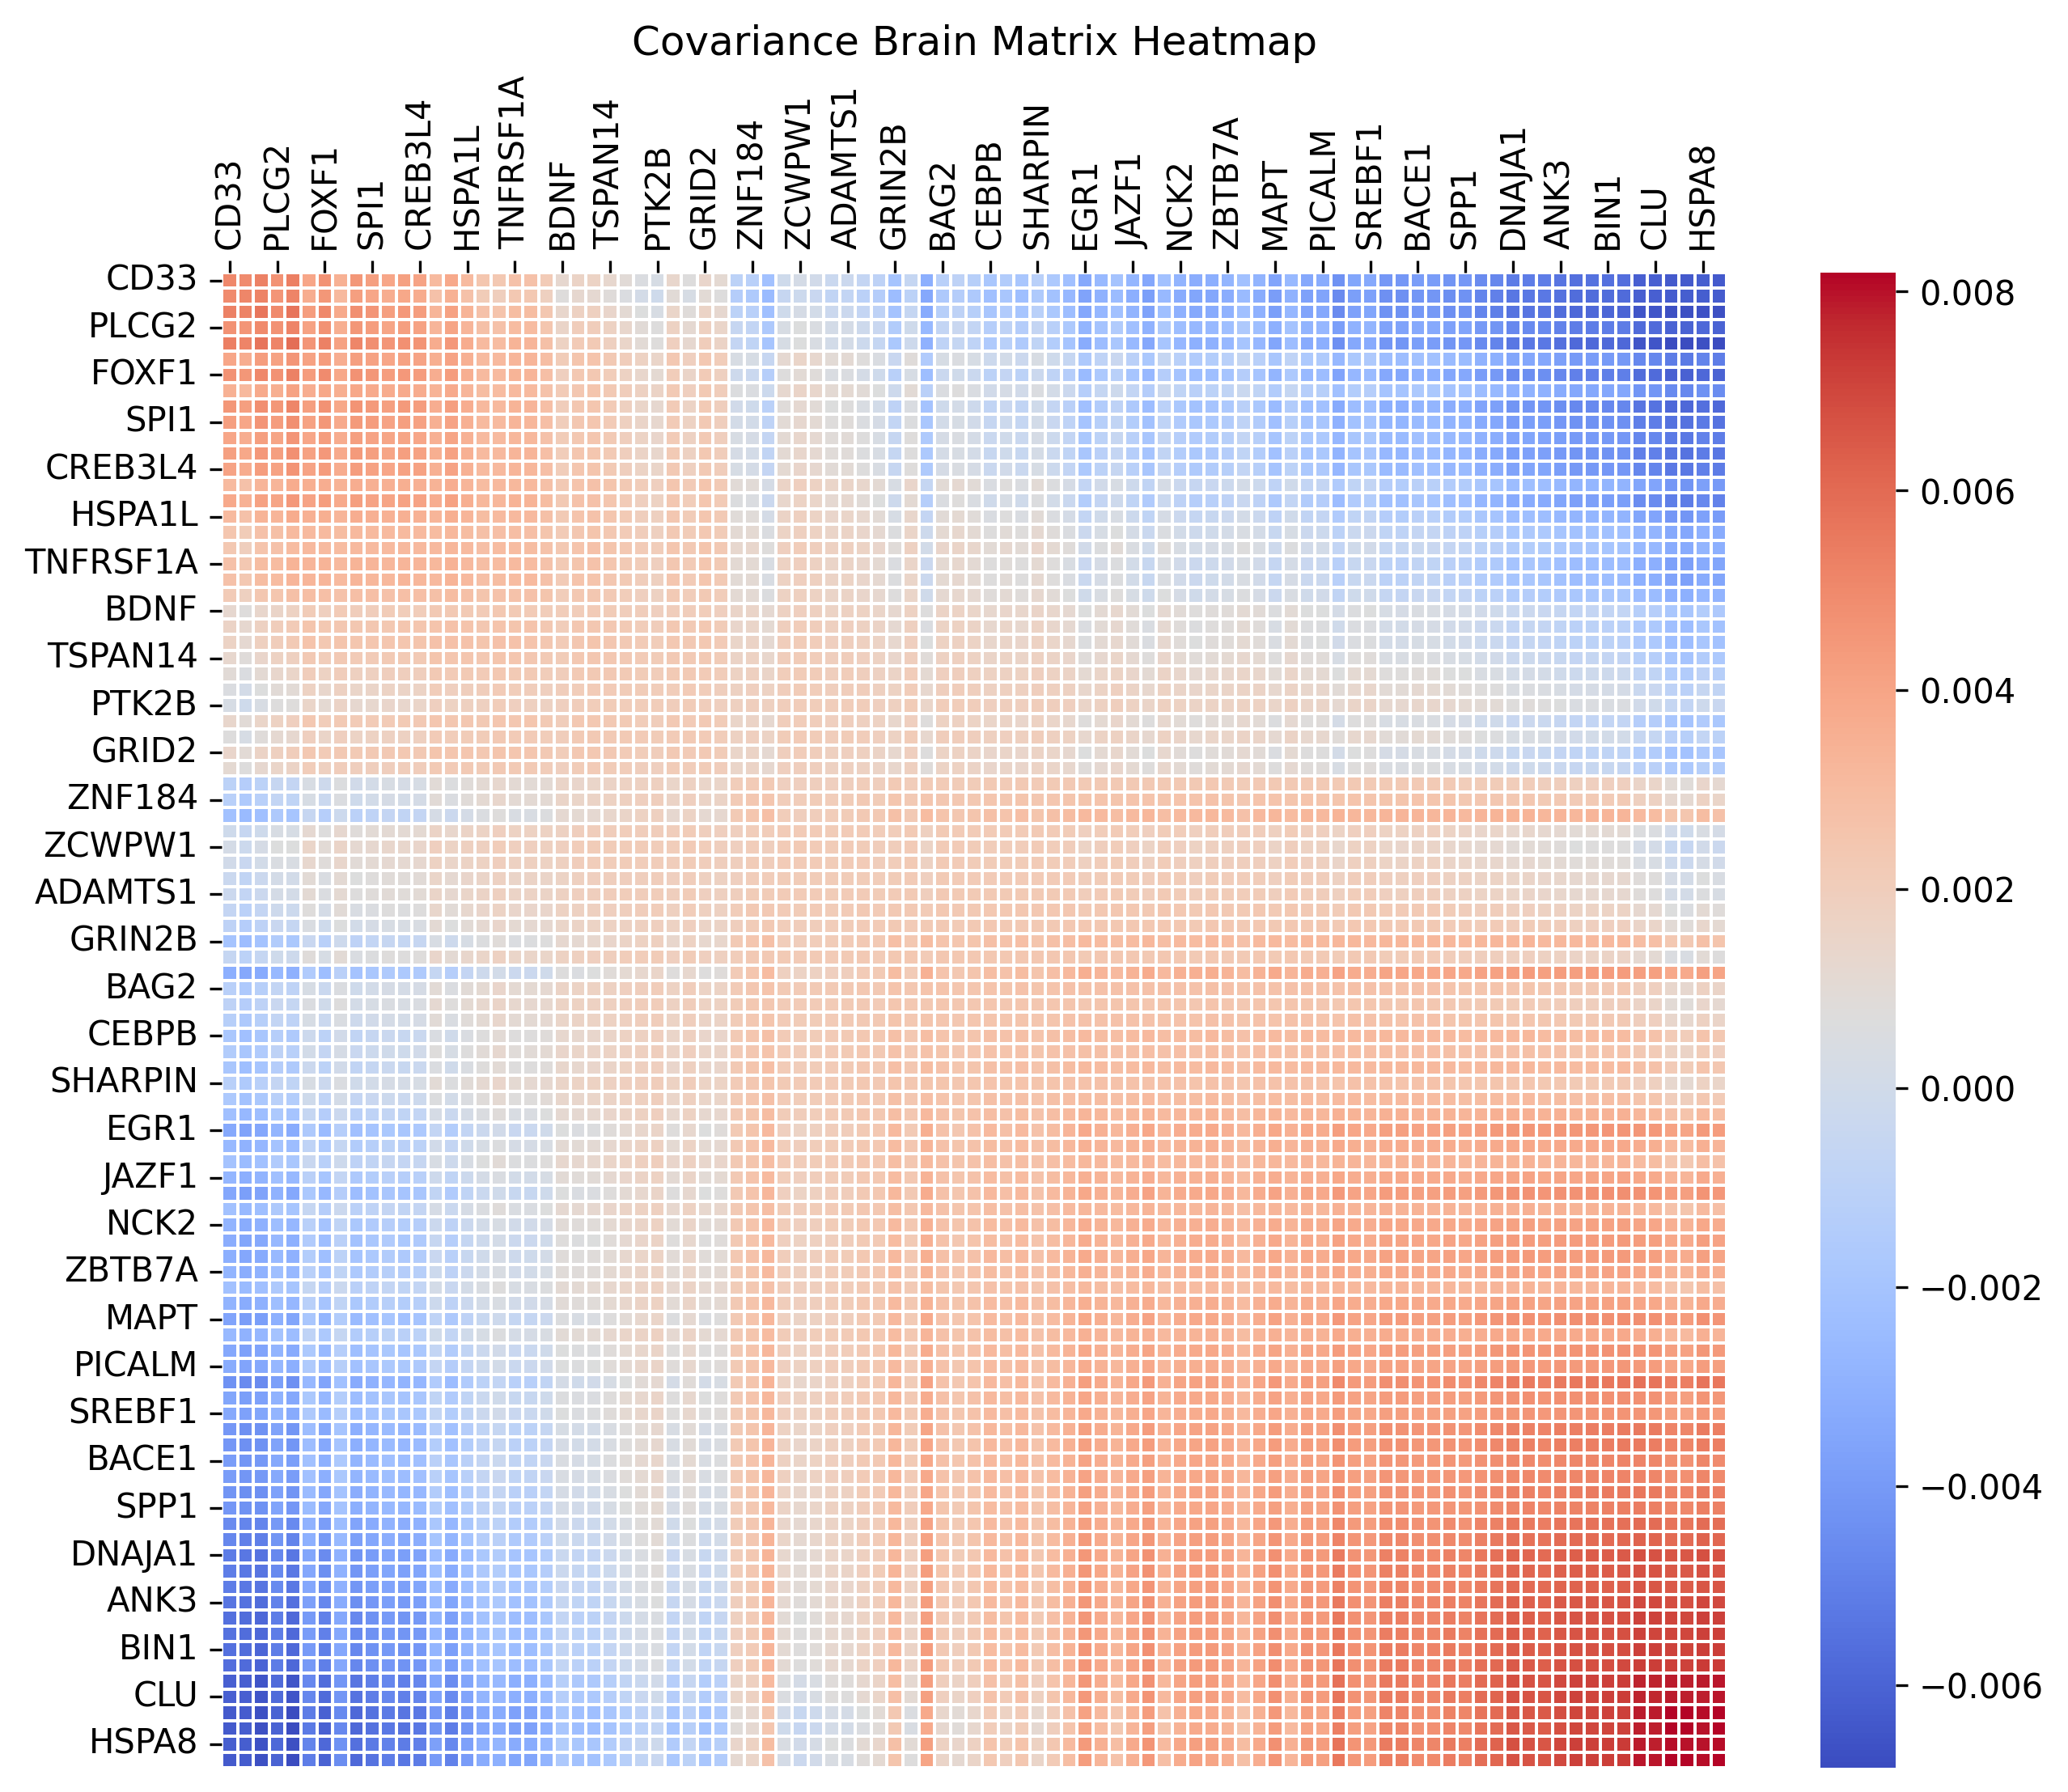 Covariance Brain Matrix Heatmap
CD33
PLCG2
FOXF1
SPI1
CREB3L4
HSPA1L
TNFRSF1A
BDNF
TSPAN14
PTK2B
GRID2
ZNF184
ZCWPW1
ADAMTS1
GRIN2B
BAG2
CEBPB
SHARPIN
EGR1
JAZF1
NCK2
ZBTB7A
MAPT
PICALM
SREBF1
BACE1
SPP1
DNAJA1
ANK3
BIN1
CLU
HSPA8
CD33
PLCG2
FOXF1
SPI1
CREB3L4
HSPA1L
TNFRSF1A
BDNF
TSPAN14
PTK2B
GRID2
ZNF184
ZCWPW1
ADAMTS1
GRIN2B
BAG2
CEBPB
SHARPIN
EGR1
JAZF1
NCK2
ZBTB7A
MAPT
PICALM
SREBF1
BACE1
SPP1
DNAJA1
ANK3
BIN1
CLU
HSPA8
0.008
0.006
0.004
0.002
0.000
−0.002
−0.004
−0.006